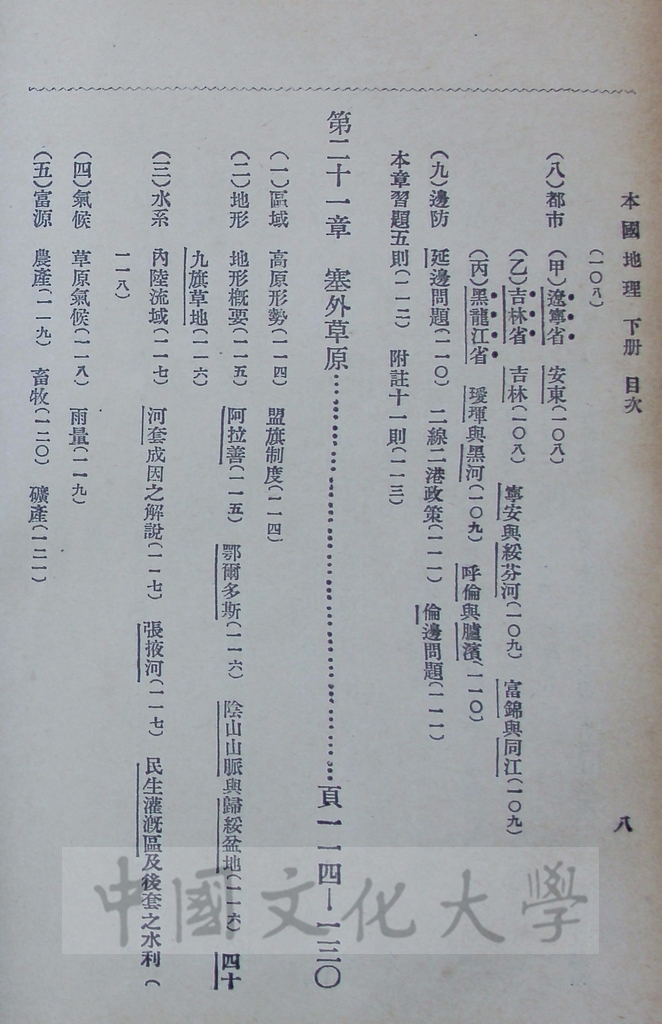 本國地理 下册 目次 八
(一〇八)
(八)都市 (甲)遼寧省 安東(一〇八)
(乙)吉林省 吉林(一〇八) 寧安與綏芬河(一〇九) 富錦與同江(一〇九)
(丙)黑龍江省 璦琿與黑河(一〇九) 呼倫與臚濱(一一〇)
(九)邊防 延邊問題(一一〇) 二線二港政策(一一一) 倫邊問題(一一一)
本章習題五則(一一二) 附註十一則(一一三)
第二十一章 塞外草原……………………………頁一一四—一三〇
(一)區域 高原形勢(一一四) 盟旗制度(一一四)
(二)地形 地形概要(一一五) 阿拉善(一一五) 鄂爾多斯(一一六) 陰山山脈與歸綏盆地(一一六) 四十
九旗草地(一一六)
(三)水系 內陸流域(一一七) 河套成因之解說(一一七) 張掖河(一一七) 民生灌溉區及後套之水利(
一一八)
(四)氣候 草原氣候(一一八) 雨量(一一九)
(五)富源 農產(一一九) 畜牧(一二〇) 礦產(一二一)
中國文化大學